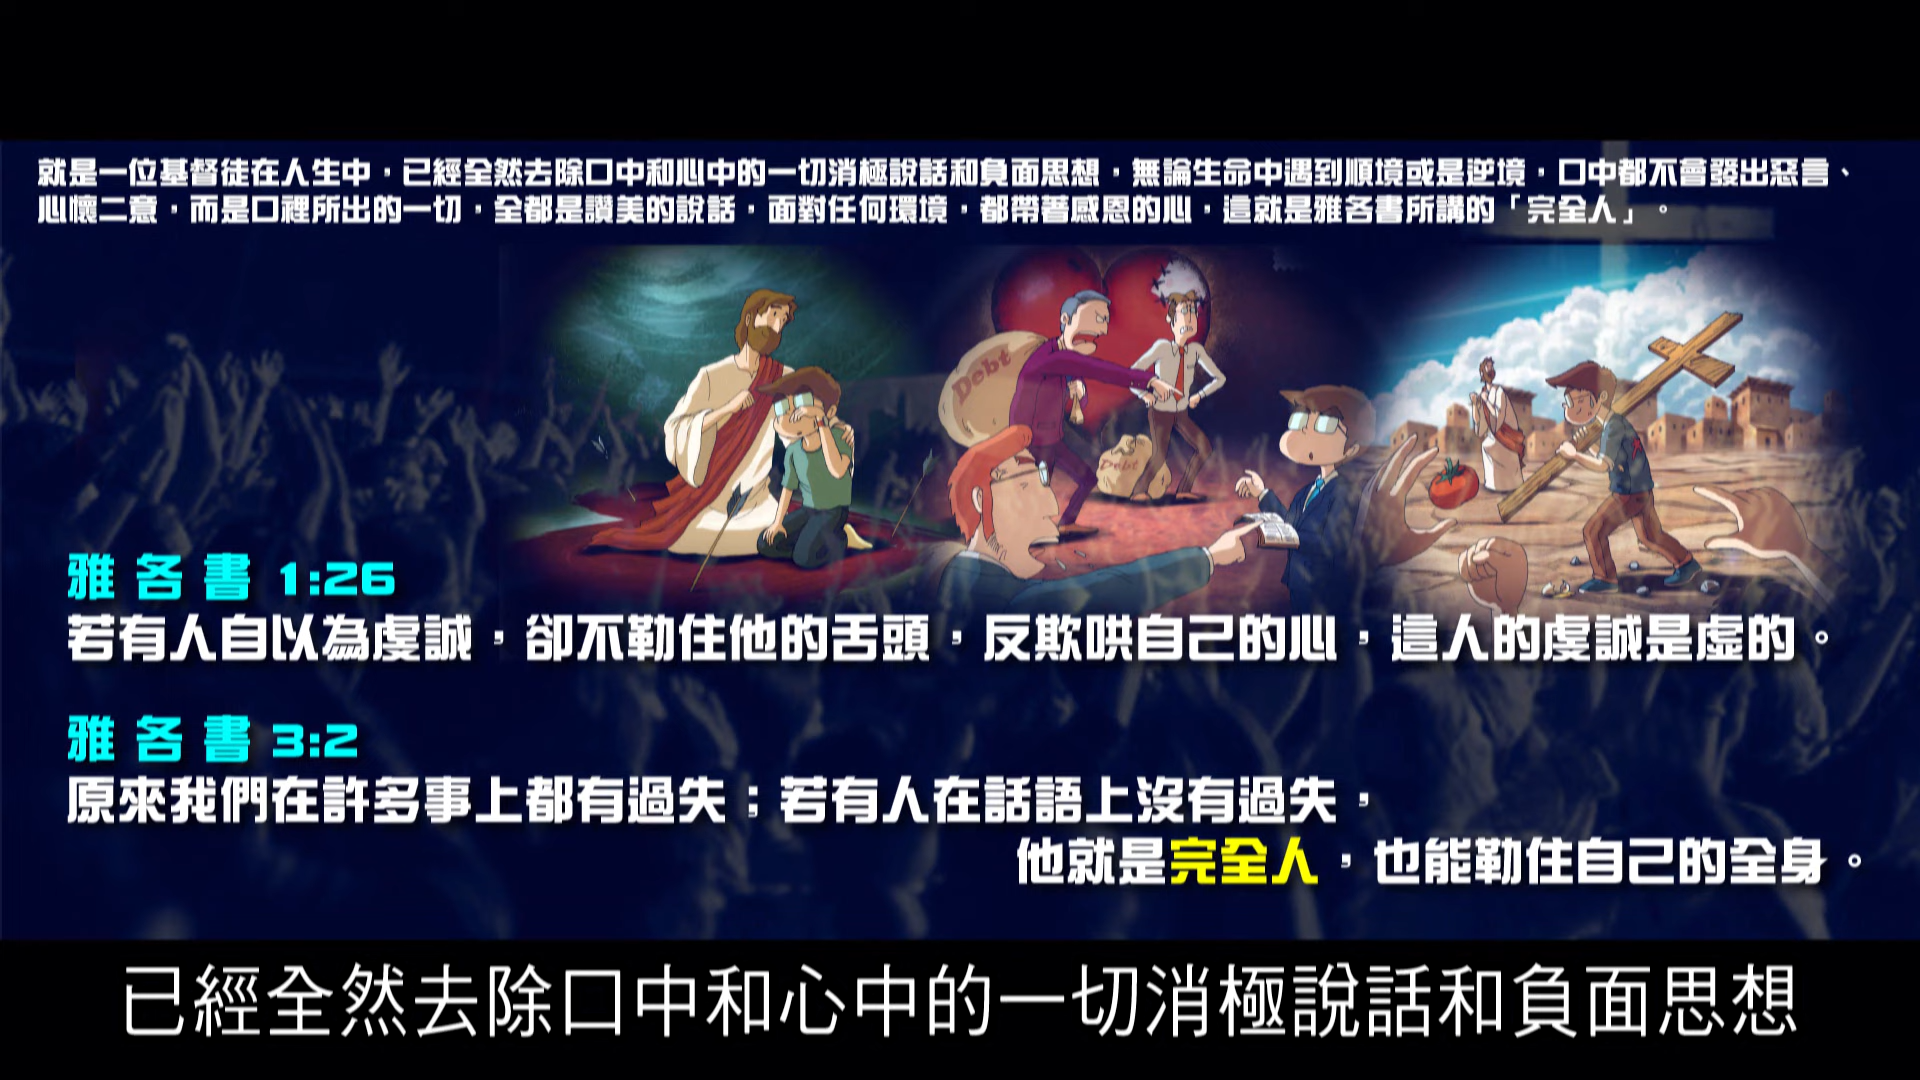 就是一位基督徒在人生中，已經全然去除口中和心中的一切消極說話和負面思想，無論生命中遇到順境或是逆境，口中都不會發出惡言、
心懷二意，而是口裡所出的一切，全都是讚美的說話，面對任何環境，都帶著感恩的心，這就是雅各書所講的「完全人」。
Debt
Debt
雅各書 1:26
若有人自以為虔誠，卻不勒住他的舌頭，反欺哄自己的心，這人的虔誠是虛的。
雅各書 3:2
原來我們在許多事上都有過失；若有人在話語上沒有過失，
他就是完全人，也能勒住自己的全身。
已經全然去除口中和心中的一切消極說話和負面思想